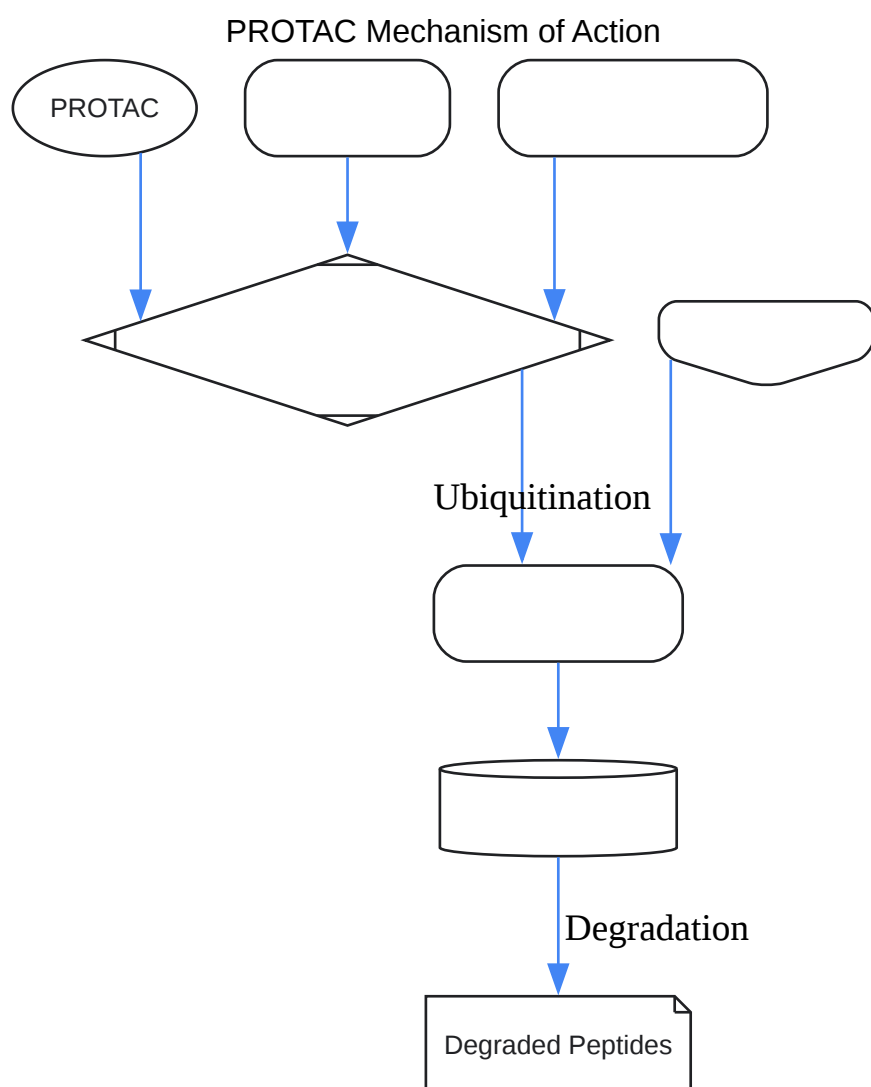 PROTAC Mechanism of Action
PROTAC
Ubiquitination
Degradation
Degraded Peptides